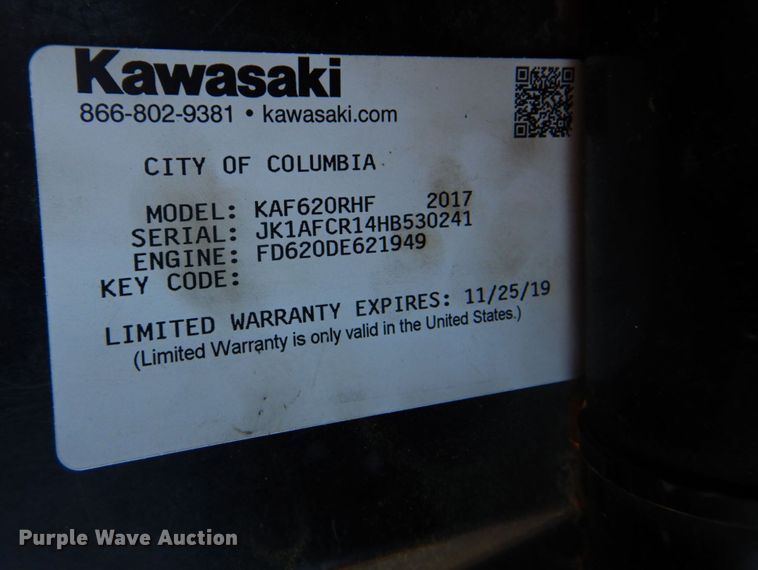 Kawasaki
866-802-9381 • kawasaki.com
CITY OF COLUMBIA
MODEL: KAF620RHF 2017
SERIAL: JK1AFCR14HB530241
ENGINE: FD620DE621949
KEY CODE:
LIMITED WARRANTY EXPIRES: 11/25/19
(Limited Warranty is only valid in the United States.)
Purple Wave Auction